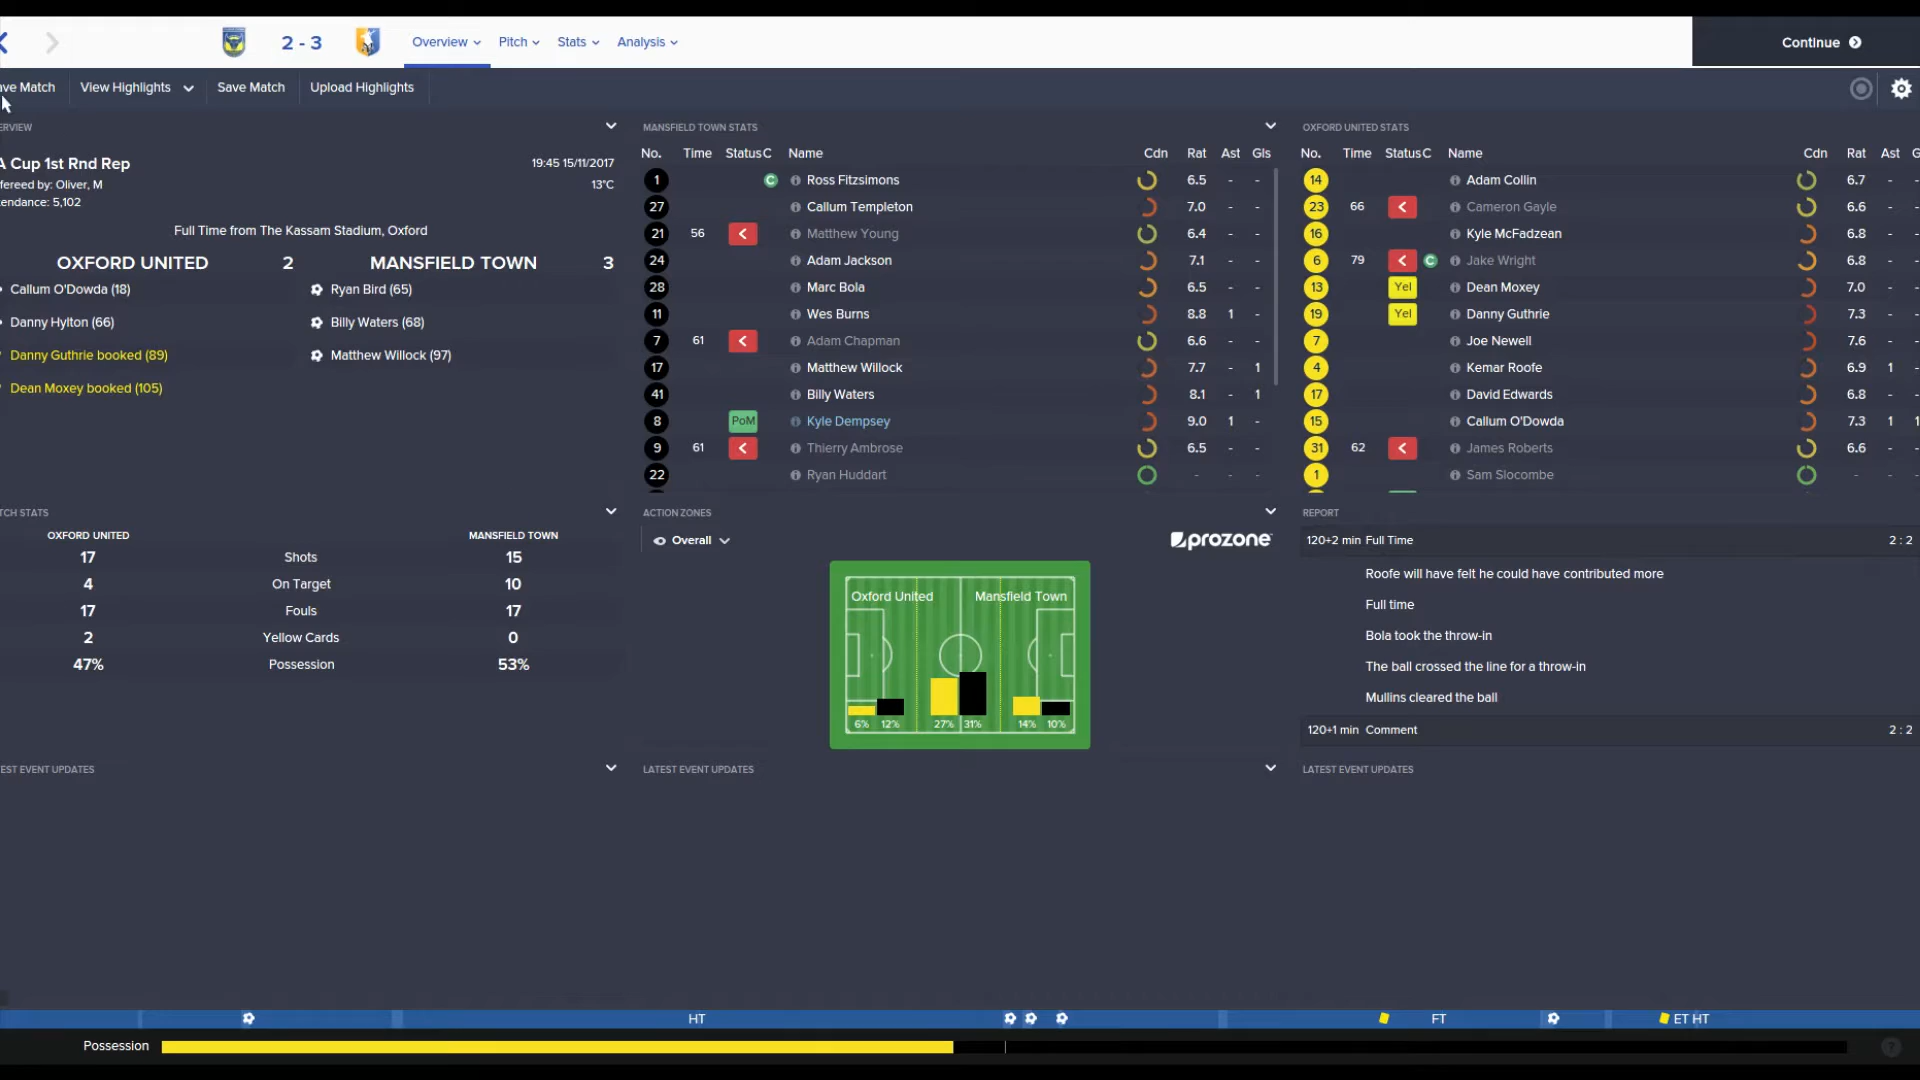 2 - 3 Overview Pitch Stats Analysis Continue
ave Match View Highlights Save Match Upload Highlights
ERVIEW
A Cup 1st Rnd Rep 19:45 15/11/2017
fereed by: Oliver, M 13°C
tendance: 5,102
Full Time from The Kassam Stadium, Oxford
OXFORD UNITED 2 MANSFIELD TOWN 3
Callum O'Dowda (18) Ryan Bird (65)
Danny Hylton (66) Billy Waters (68)
Danny Guthrie booked (89) Matthew Willock (97)
Dean Moxey booked (105)
MANSFIELD TOWN STATS
No. Time Status C Name Cdn Rat Ast Gls
1 C Ross Fitzsimons 6.5 - -
27 Callum Templeton 7.0 - -
21 56 Matthew Young 6.4 - -
24 Adam Jackson 7.1 - -
28 Marc Bola 6.5 - -
11 Wes Burns 8.8 1 -
7 61 Adam Chapman 6.6 - -
17 Matthew Willock 7.7 - 1
41 Billy Waters 8.1 - 1
8 PoM Kyle Dempsey 9.0 1 -
9 61 Thierry Ambrose 6.5 - -
22 Ryan Huddart - - -
OXFORD UNITED STATS
No. Time Status C Name Cdn Rat Ast G
14 Adam Collin 6.7 - -
23 66 Cameron Gayle 6.6 - -
16 Kyle McFadzean 6.8 - -
6 79 C Jake Wright 6.8 - -
13 Yel Dean Moxey 7.0 - -
19 Yel Danny Guthrie 7.3 - -
7 Joe Newell 7.6 - -
4 Kemar Roofe 6.9 1 -
17 David Edwards 6.8 - -
15 Callum O'Dowda 7.3 1 1
31 62 James Roberts 6.6 - -
1 Sam Slocombe - - -
TCH STATS
OXFORD UNITED MANSFIELD TOWN
17 Shots 15
4 On Target 10
17 Fouls 17
2 Yellow Cards 0
47% Possession 53%
ACTION ZONES
Overall prozone
Oxford United Mansfield Town
6% 12% 27% 31% 14% 10%
REPORT
120+2 min Full Time 2 : 2
Roofe will have felt he could have contributed more
Full time
Bola took the throw-in
The ball crossed the line for a throw-in
Mullins cleared the ball
120+1 min Comment 2 : 2
EST EVENT UPDATES LATEST EVENT UPDATES LATEST EVENT UPDATES
HT FT ET HT
Possession ?